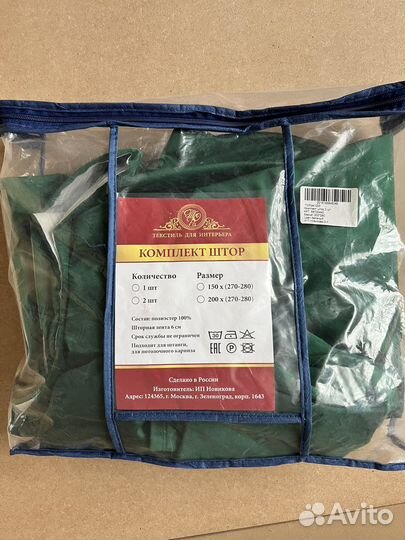 ТЕКСТИЛЬ ДЛЯ ИНТЕРЬЕРА
КОМПЛЕКТ ШТОР
Количество Размер
1 шт 150 х (270-280)
2 шт 200 х (270-280)
Состав: полиэстер 100%
Шторная лента 6 см
Срок службы не ограничен
Подходит для штанги,
для потолочного карниза
30
EAC P
Сделано в России
Изготовитель: ИП Новикова
Адрес: 124365, г. Москва, г. Зеленоград, корп. 1643
Avito